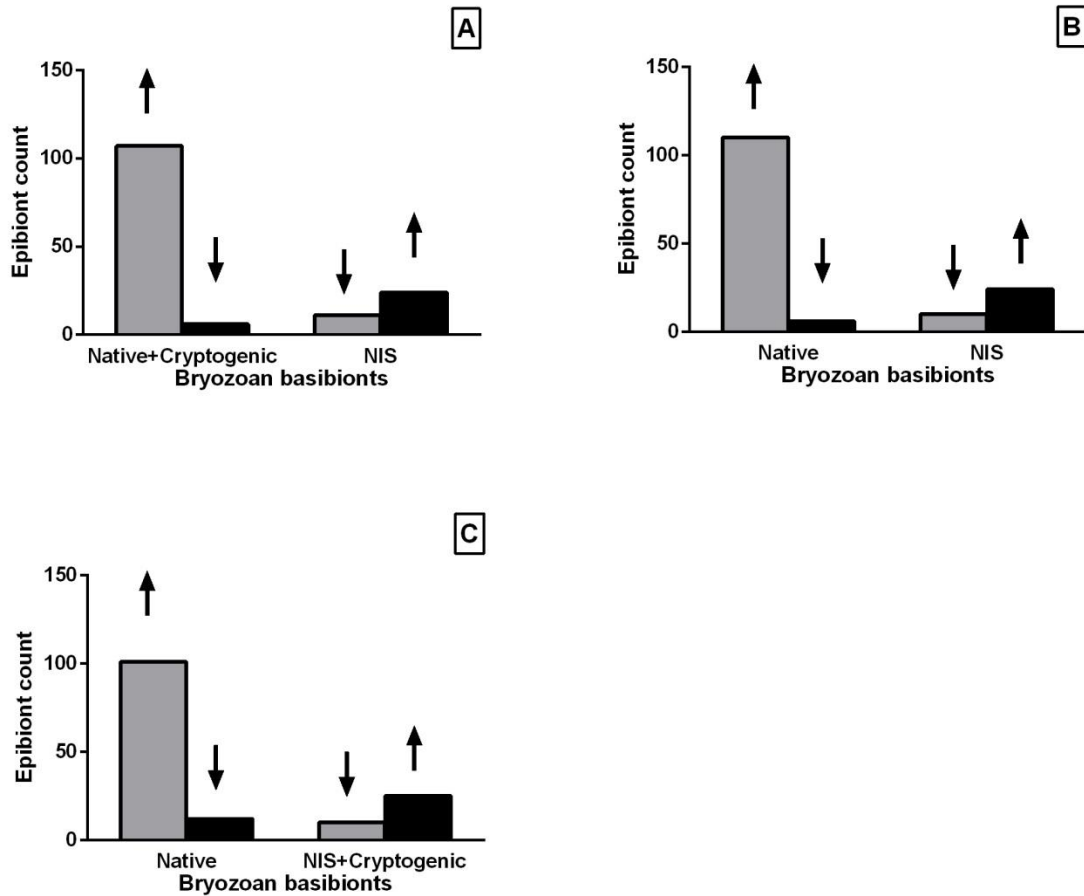 A
150
100
50
0
Epibiont count
Native+Cryptogenic NIS
Bryozoan basibionts
B
150
100
50
0
Epibiont count
Native NIS
Bryozoan basibionts
C
150
100
50
0
Epibiont count
Native NIS+Cryptogenic
Bryozoan basibionts